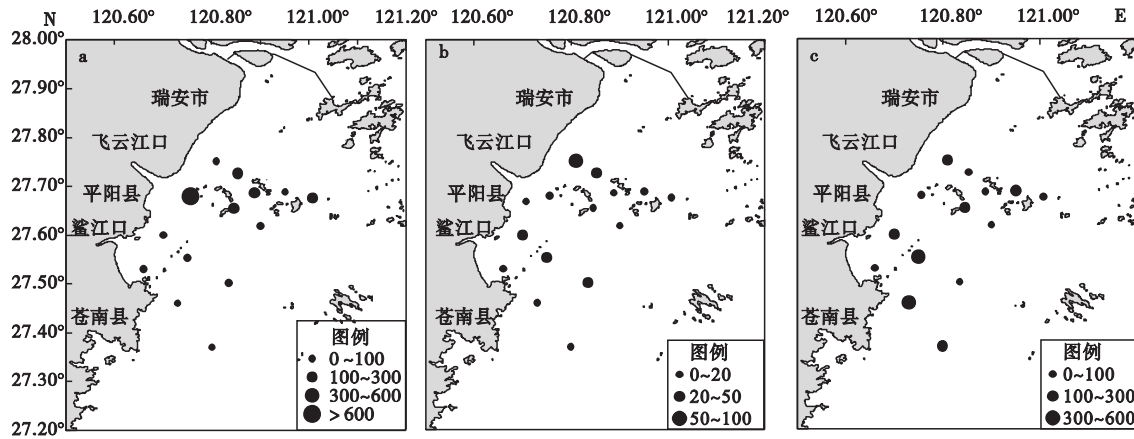 N 120.60° 120.80° 121.00° 121.20° 120.60° 120.80° 121.00° 121.20° 120.60° 120.80° 121.00° E
28.00°
27.90°
27.80°
27.70°
27.60°
27.50°
27.40°
27.30°
27.20°
a
瑞安市
飞云江口
平阳县
鲨江口
苍南县
图例
0~100
100~300
300~600
>600
b
瑞安市
飞云江口
平阳县
鲨江口
苍南县
图例
0~20
20~50
50~100
c
瑞安市
飞云江口
平阳县
鲨江口
苍南县
图例
0~100
100~300
300~600